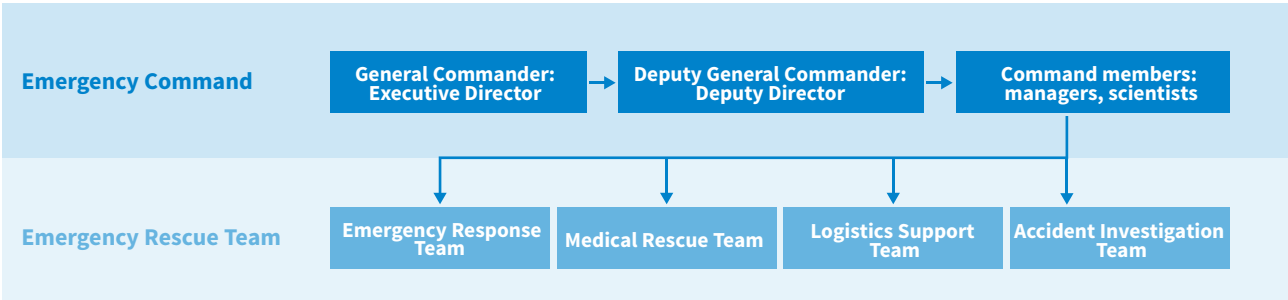 Emergency Command
General Commander:
Executive Director
Deputy General Commander:
Deputy Director
Command members:
managers, scientists
Emergency Rescue Team
Emergency Response
Team
Medical Rescue Team
Logistics Support
Team
Accident Investigation
Team